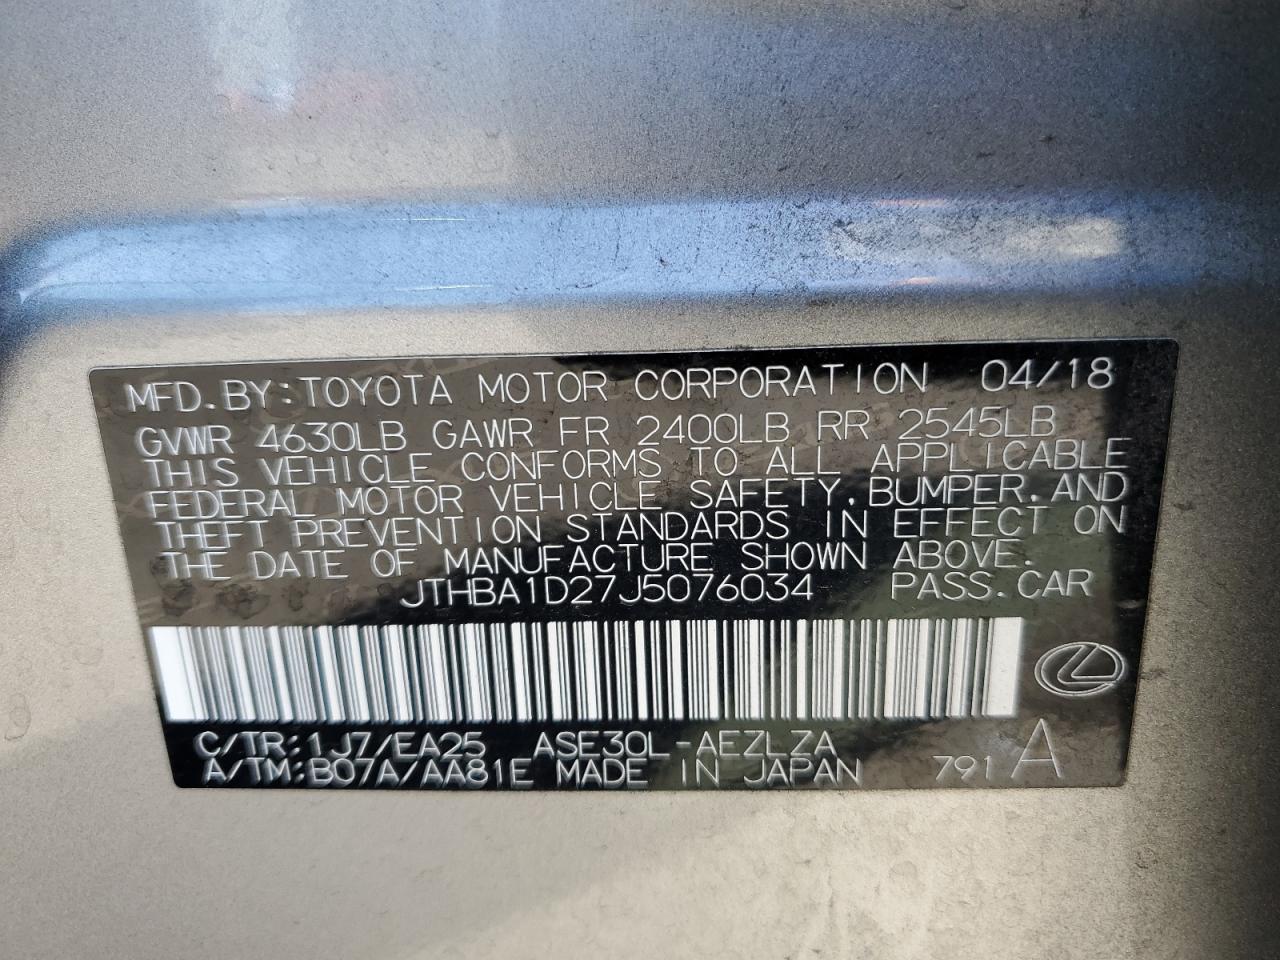 MFD.BY:TOYOTA MOTOR CORPORATION 04/18
GVWR 4630LB GAWR FR 2400LB RR 2545LB
THIS VEHICLE CONFORMS TO ALL APPLICABLE
FEDERAL MOTOR VEHICLE SAFETY,BUMPER,AND
THEFT PREVENTION STANDARDS IN EFFECT ON
THE DATE OF MANUFACTURE SHOWN ABOVE.
JTHBA1D27J5076034 PASS.CAR
C/TR:1J7/EA25 ASE30L-AEZLZA
A/TM:B07A/AA81E MADE IN JAPAN 791 A